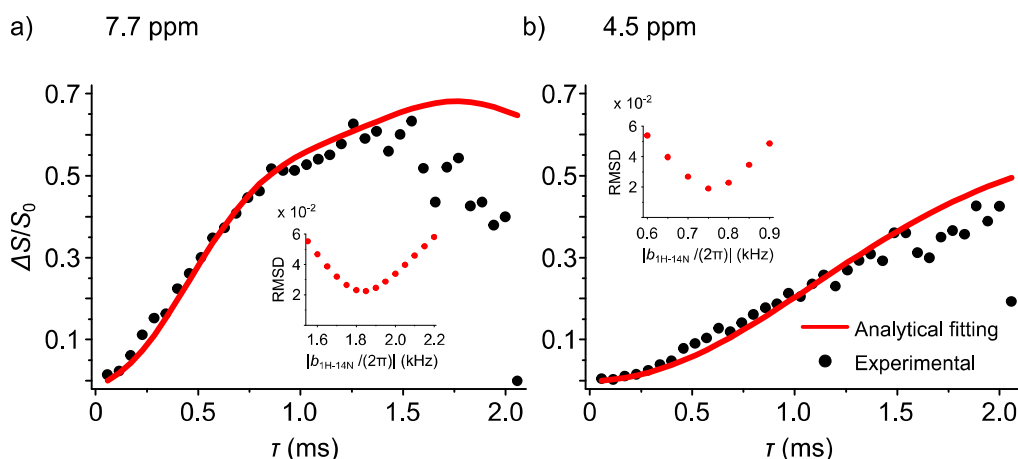 a) 7.7 ppm
b) 4.5 ppm
ΔS/S0
0.7
0.5
0.3
0.1
0
0.5
1.0
1.5
2.0
τ (ms)
x 10-2
RMSD
6
4
2
1.6 1.8 2.0 2.2
|b1H-14N /(2π)| (kHz)
0.7
0.5
0.3
0.1
0 0.5 1.0 1.5 2.0
τ (ms)
x 10-2
RMSD
6
4
2
0.6 0.7 0.8 0.9
|b1H-14N /(2π)| (kHz)
Analytical fitting
Experimental